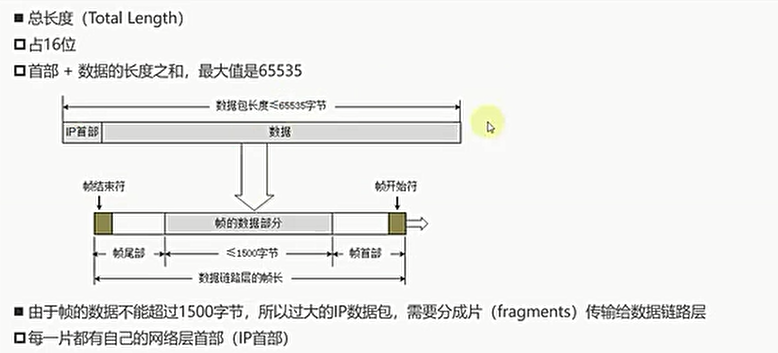 总长度（Total Length）
占16位
首部 + 数据的长度之和，最大值是65535
数据包长度≤65535字节
IP首部 数据
帧结束符 帧开始符
帧的数据部分
帧尾部 ≤1500字节 帧首部
数据链路层的帧长
由于帧的数据不能超过1500字节，所以过大的IP数据包，需要分成片（fragments）传输给数据链路层
每一片都有自己的网络层首部（IP首部）